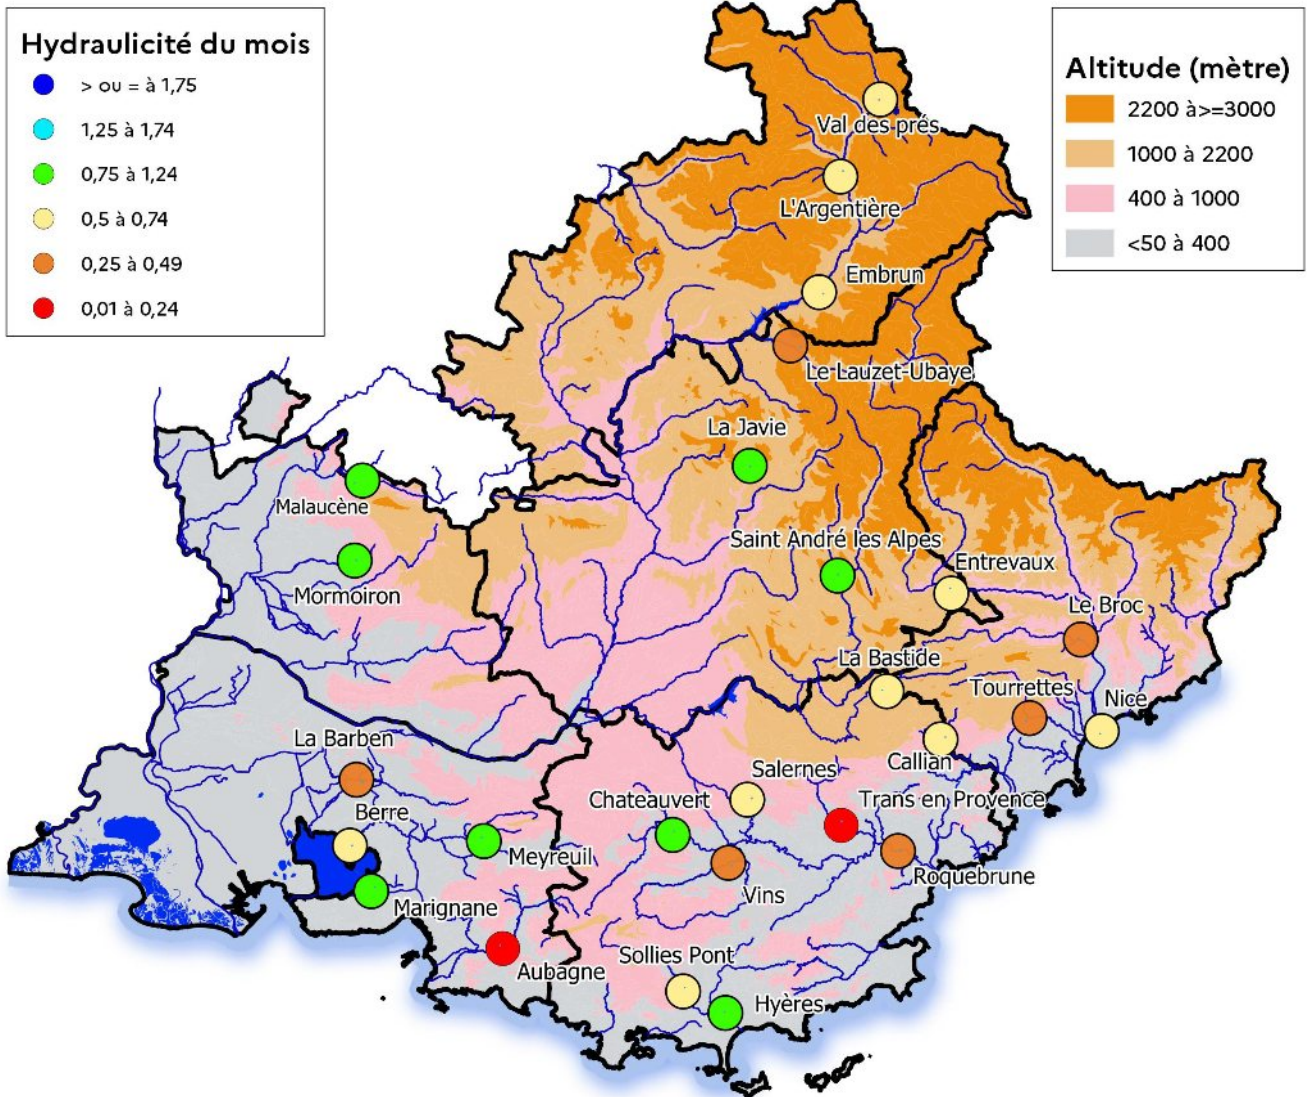 Hydraulicité du mois
> ou = à 1,75
1,25 à 1,74
0,75 à 1,24
0,5 à 0,74
0,25 à 0,49
0,01 à 0,24
Altitude (mètre)
2200 à>=3000
1000 à 2200
400 à 1000
<50 à 400
Val des prés
L'Argentière
Embrun
Le Lauzet-Ubaye
La Javie
Malaucène
Saint André les Alpes
Entrevaux
Mormoiron
Le Broc
La Bastide
Tourrettes
Nice
La Barben
Callian
Salernes
Chateauvert
Trans en Provence
Berre
Meyreuil
Roquebrune
Vins
Marignane
Sollies Pont
Aubagne
Hyères